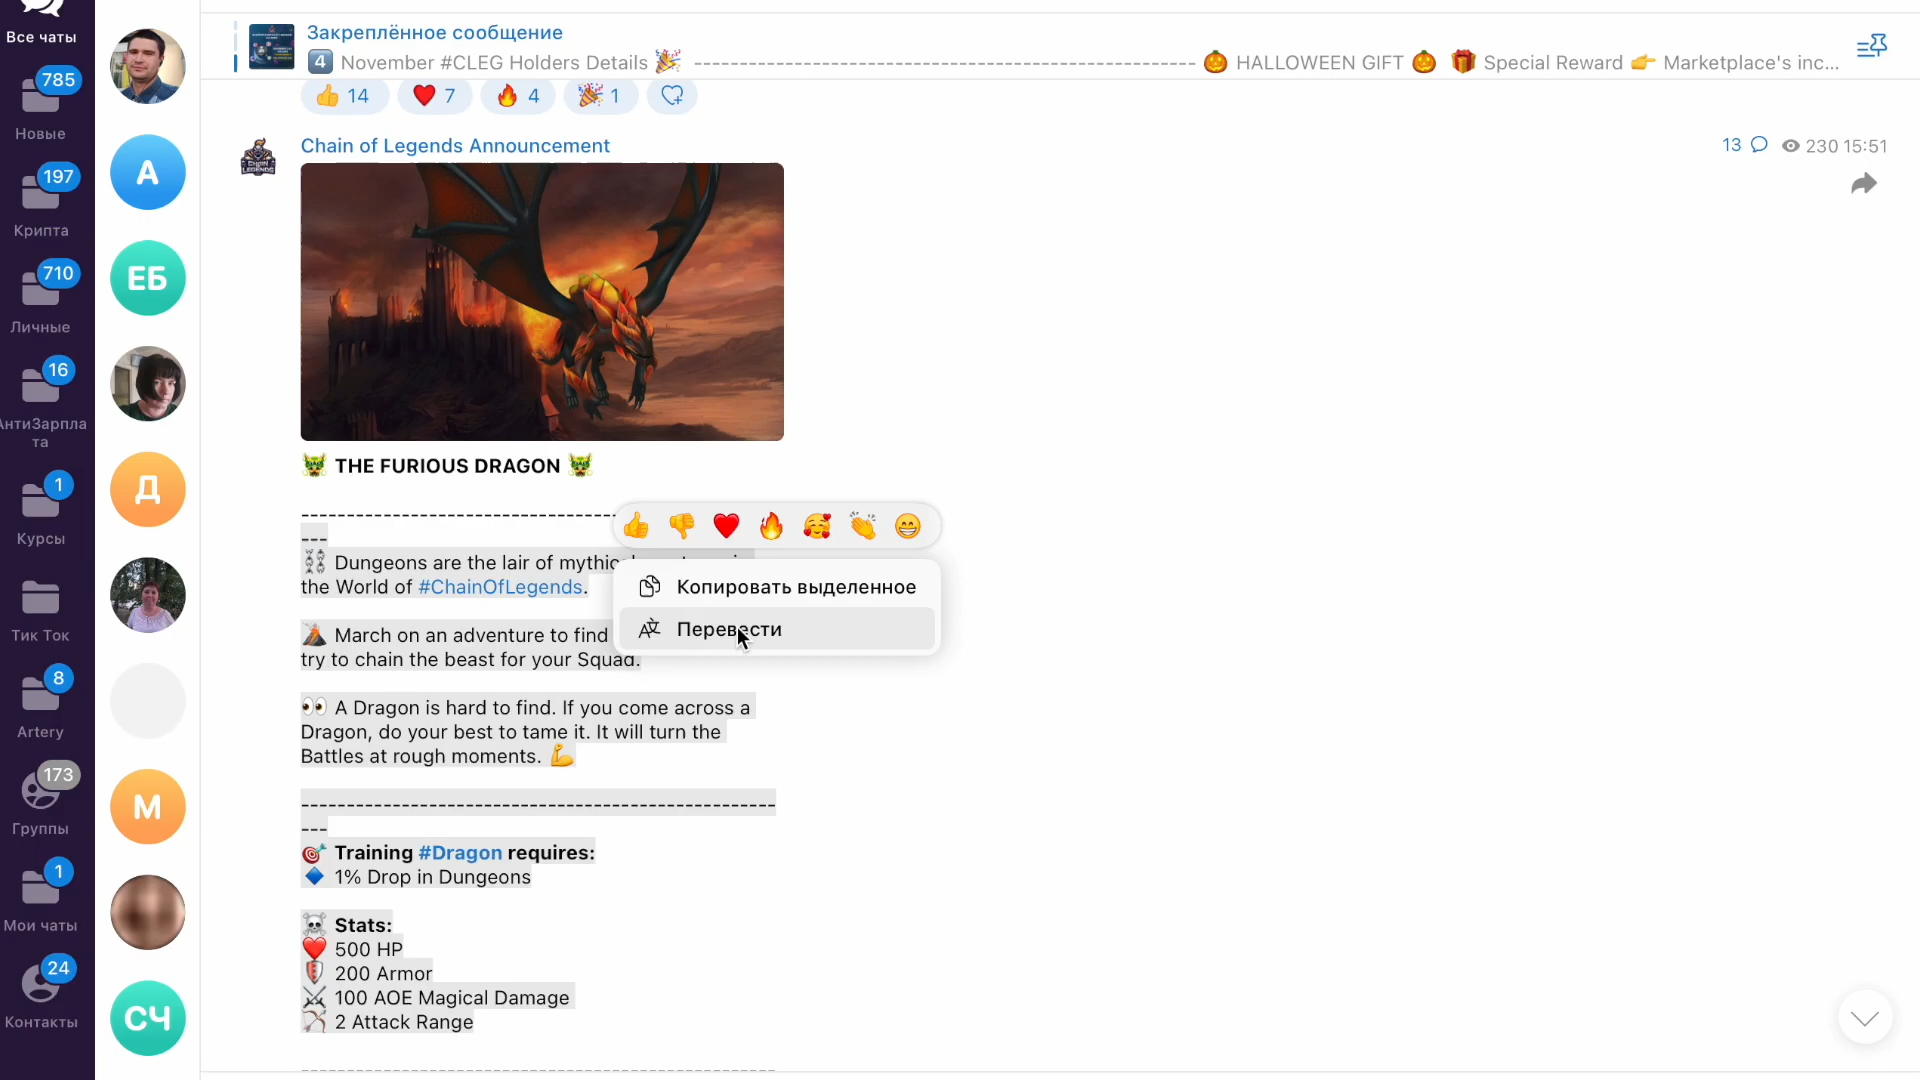 Все чаты
785
Новые
197
Крипта
710
Личные
16
АнтиЗарпла
та
1
Курсы
Тик Ток
8
Artery
173
Группы
1
Мои чаты
24
Контакты
А
ЕБ
Д
М
СЧ
Закреплённое сообщение
4 November #CLEG Holders Details 🎉 ------------------------------------------------- 🎃 HALLOWEEN GIFT 🎃 🎁 Special Reward 👉 Marketplace's inc...
👍 14 ❤️ 7 🔥 4 🎉 1
Chain of Legends Announcement
13 230 15:51
CHAIN
LEGENDS
🐲 THE FURIOUS DRAGON 🐲
----------------------------------
---
⛓ Dungeons are the lair of
the World of #ChainOfLegends.
🌋 March on an adventure to find
try to chain the beast for your Squad.
👀 A Dragon is hard to find. If you come across a
Dragon, do your best to tame it. It will turn the
Battles at rough moments. 💪
---------------------------------------------------
---
🎯 Training #Dragon requires:
🔷 1% Drop in Dungeons
☠️ Stats:
❤️ 500 HP
🛡 200 Armor
⚔️ 100 AOE Magical Damage
🏹 2 Attack Range
---------------------------------------------------
👍 👎 ❤️ 🔥 🥰 👏 😁
Копировать выделенное
Перевести